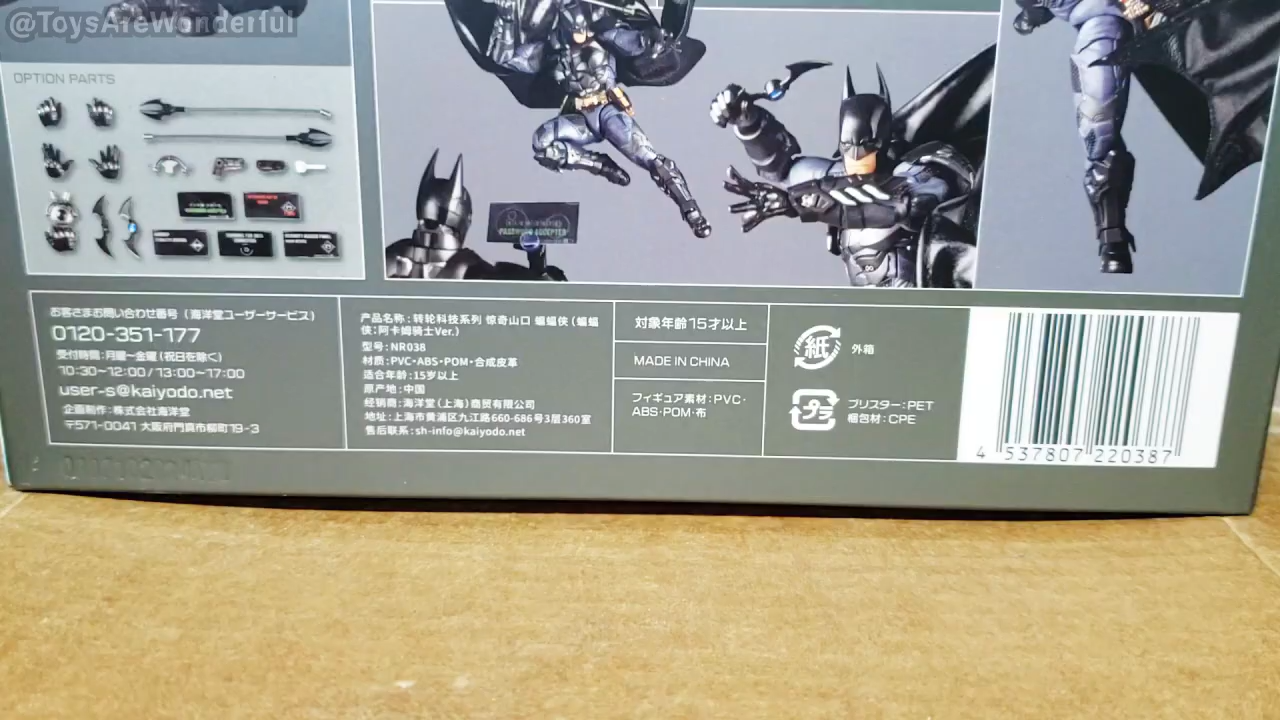 @ToysAreWonderful
OPTION PARTS
PASSWORD ACCEPTED
お客さまお問い合わせ番号（海洋堂ユーザーサービス）
0120-351-177
受付時間:月曜〜金曜(祝日を除く)
10:30~12:00/13:00~17:00
user-s@kaiyodo.net
企画制作:株式会社海洋堂
〒571-0041 大阪府門真市柳町19-3
产品名称:转轮科技系列 惊奇山口 蝙蝠侠(蝙蝠
侠:阿卡姆骑士Ver.)
型号:NR038
材质:PVC・ABS・POM・合成皮革
适合年龄:15岁以上
原产地:中国
经销商:海洋堂(上海)商贸有限公司
地址:上海市黄浦区九江路660-686号3层360室
售后联系:sh-info@kaiyodo.net
対象年齢15才以上
MADE IN CHINA
フィギュア素材:PVC・
ABS・POM・布
紙
外箱
プラ
ブリスター:PET
梱包材:CPE
4 537807 220387